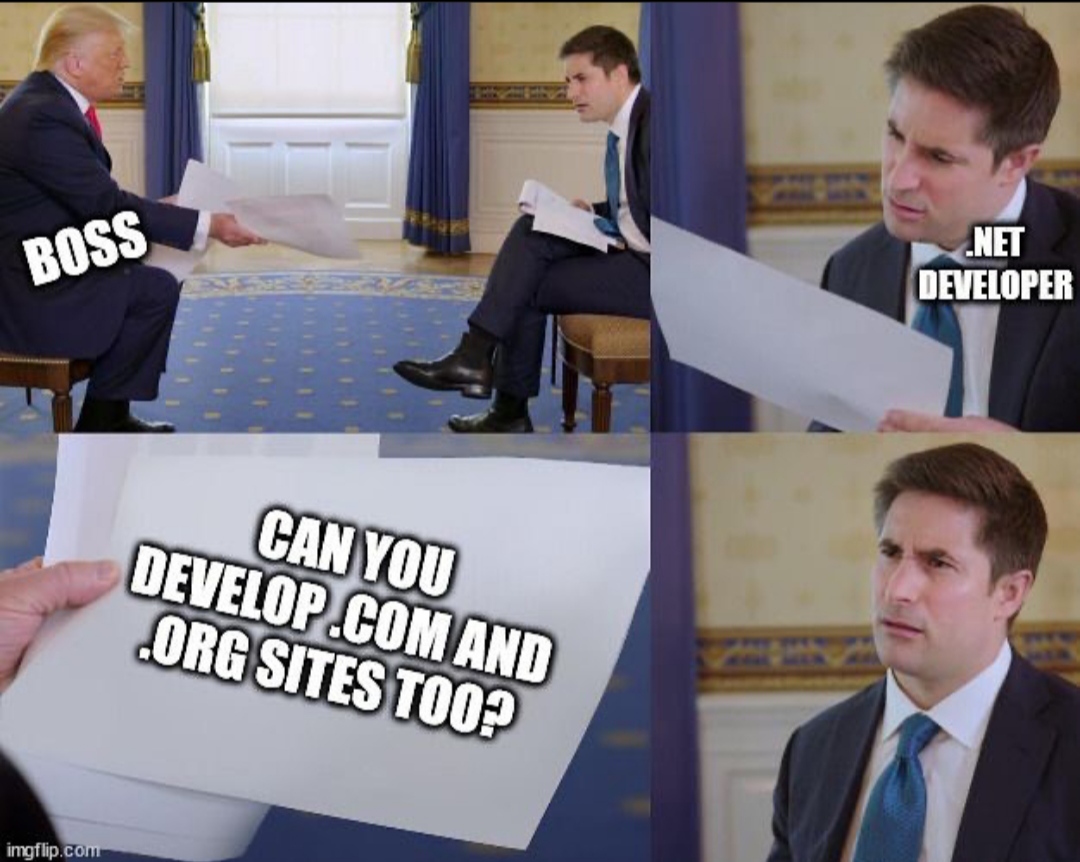 BOSS
.NET
DEVELOPER
CAN YOU
DEVELOP .COM AND
.ORG SITES TOO?
imgflip.com